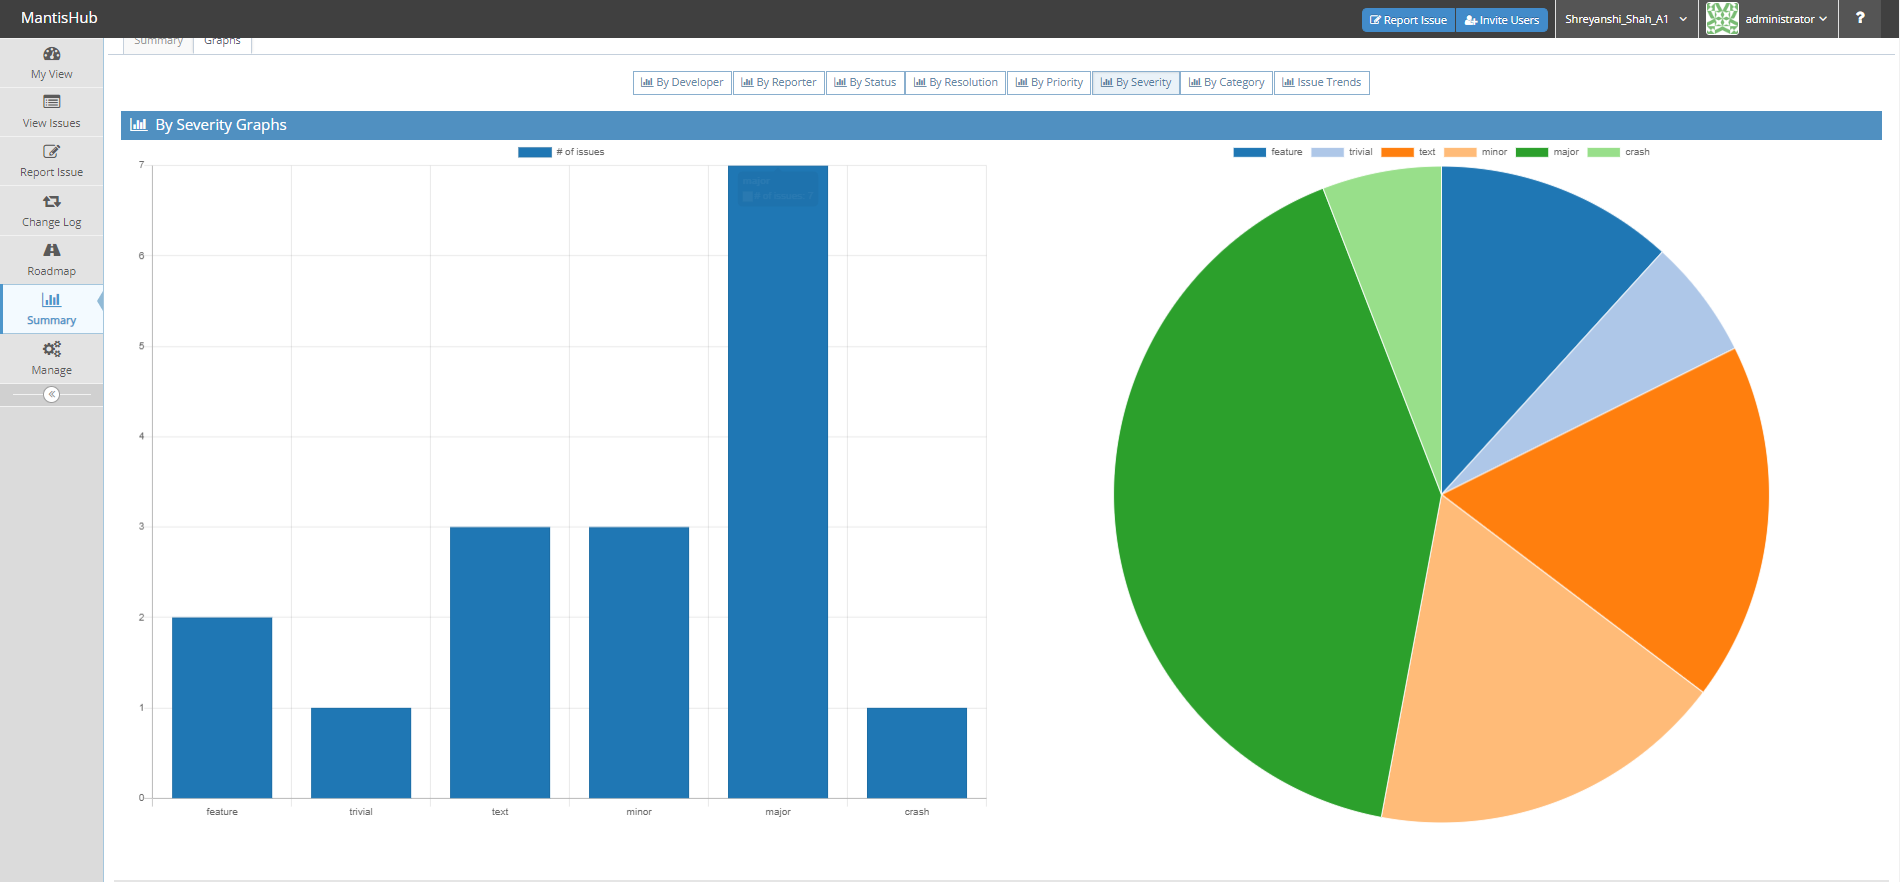 MantisHub
Report Issue
Invite Users
Shreyanshi_Shah_A1
administrator
?
My View
View Issues
Report Issue
Change Log
Roadmap
Summary
Manage
Summary
Graphs
By Developer
By Reporter
By Status
By Resolution
By Priority
By Severity
By Category
Issue Trends
By Severity Graphs
# of issues
7
6
5
4
3
2
1
0
feature
trivial
text
minor
major
crash
feature
trivial
text
minor
major
crash